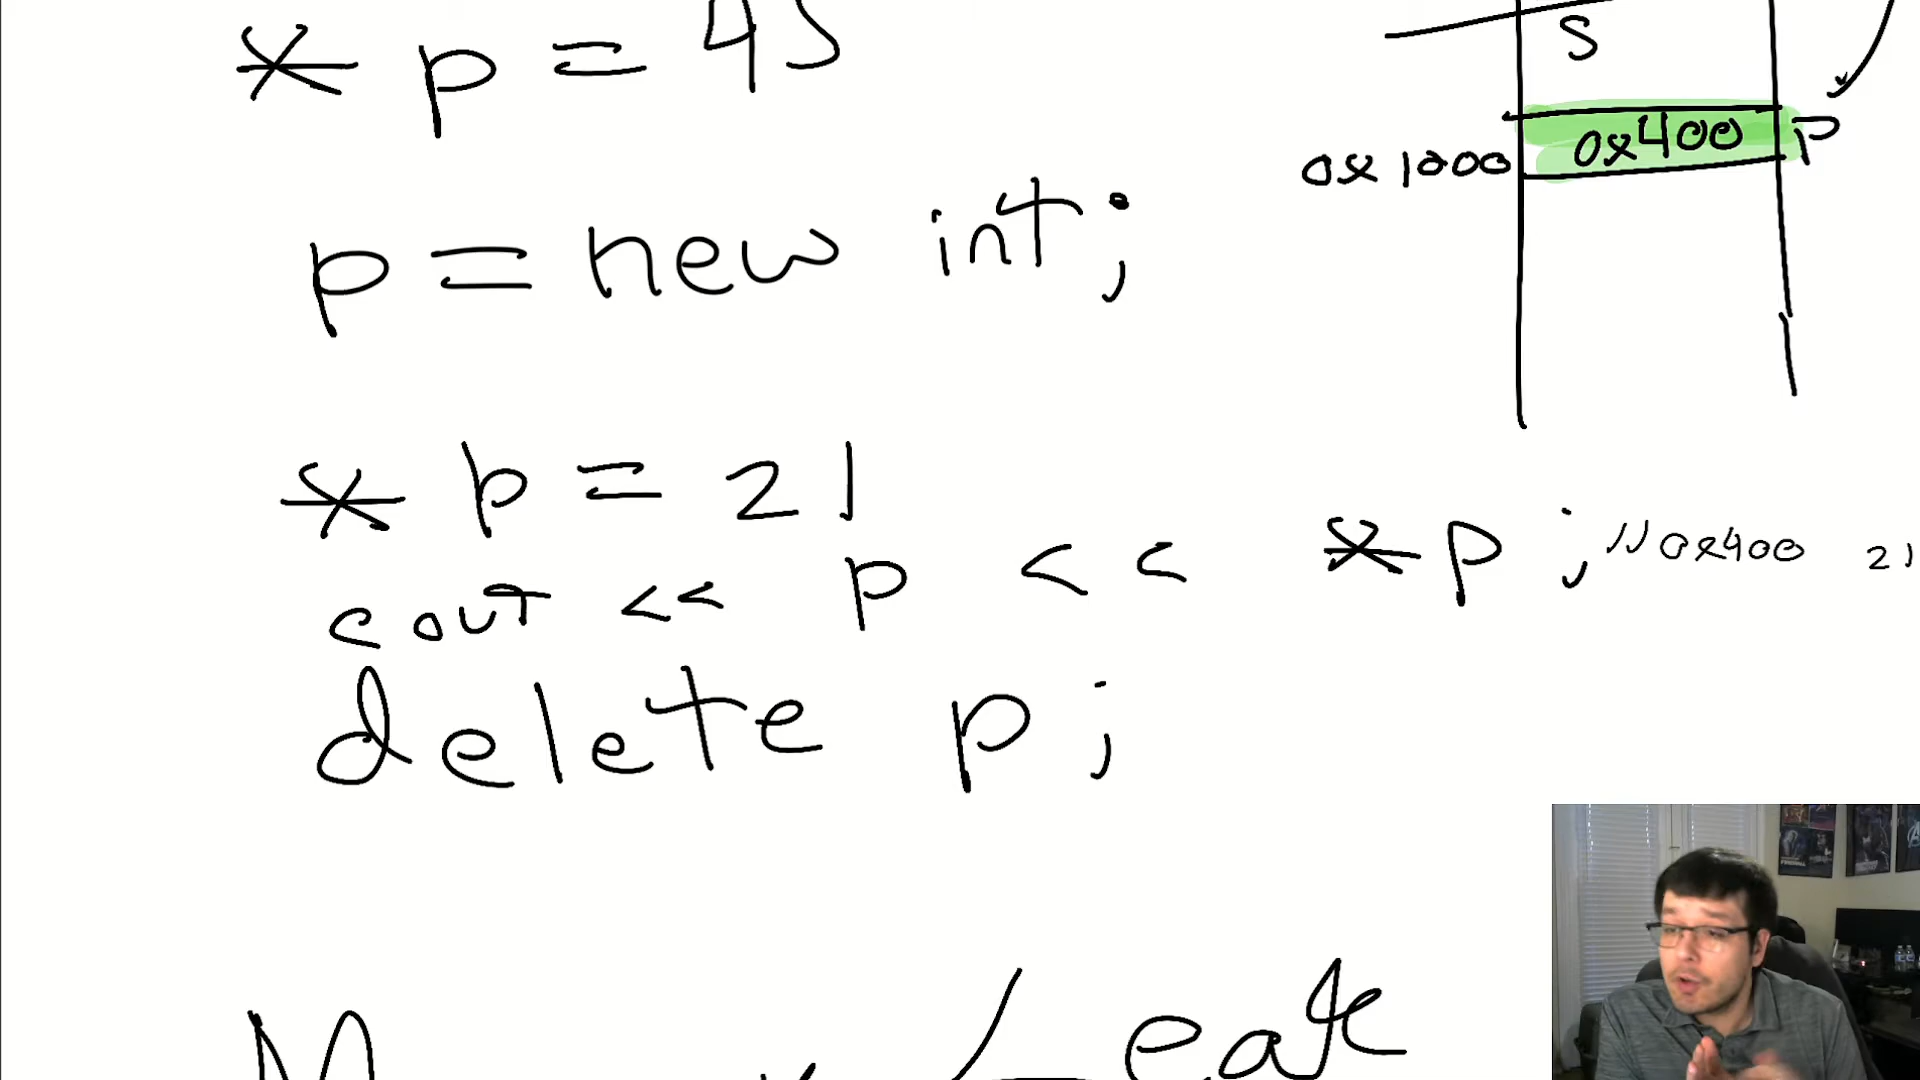 * p = 45
S
0x400
P
0x1000
p = new int;
* p = 21
cout << p << *p; // 0x400 21
delete p;
Leak